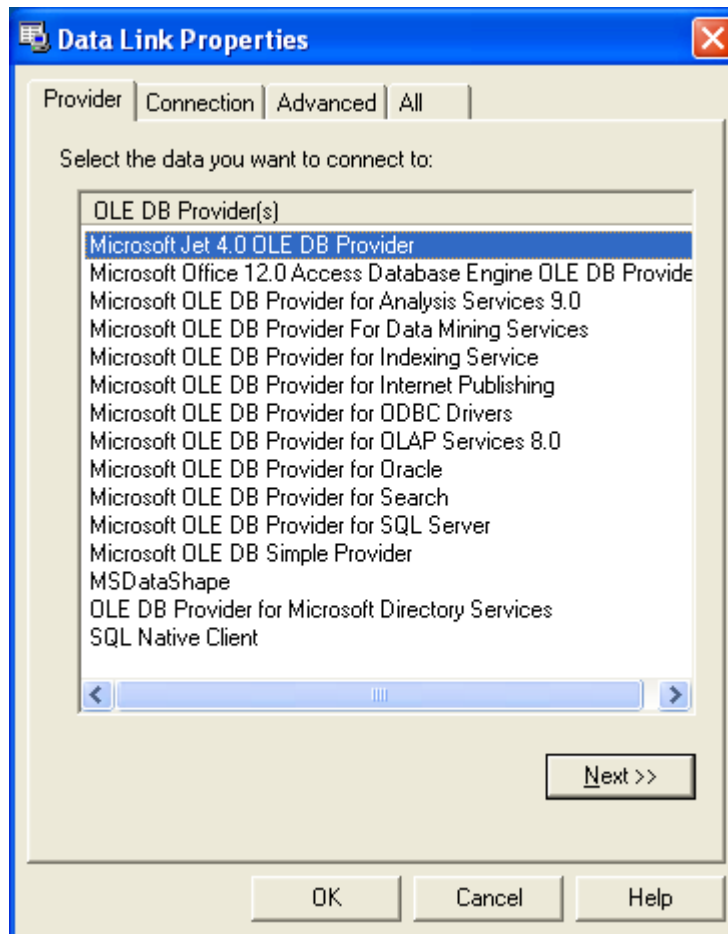 Data Link Properties
Provider Connection Advanced All
Select the data you want to connect to:
OLE DB Provider(s)
Microsoft Jet 4.0 OLE DB Provider
Microsoft Office 12.0 Access Database Engine OLE DB Provide
Microsoft OLE DB Provider for Analysis Services 9.0
Microsoft OLE DB Provider For Data Mining Services
Microsoft OLE DB Provider for Indexing Service
Microsoft OLE DB Provider for Internet Publishing
Microsoft OLE DB Provider for ODBC Drivers
Microsoft OLE DB Provider for OLAP Services 8.0
Microsoft OLE DB Provider for Oracle
Microsoft OLE DB Provider for Search
Microsoft OLE DB Provider for SQL Server
Microsoft OLE DB Simple Provider
MSDataShape
OLE DB Provider for Microsoft Directory Services
SQL Native Client
Next >>
OK Cancel Help